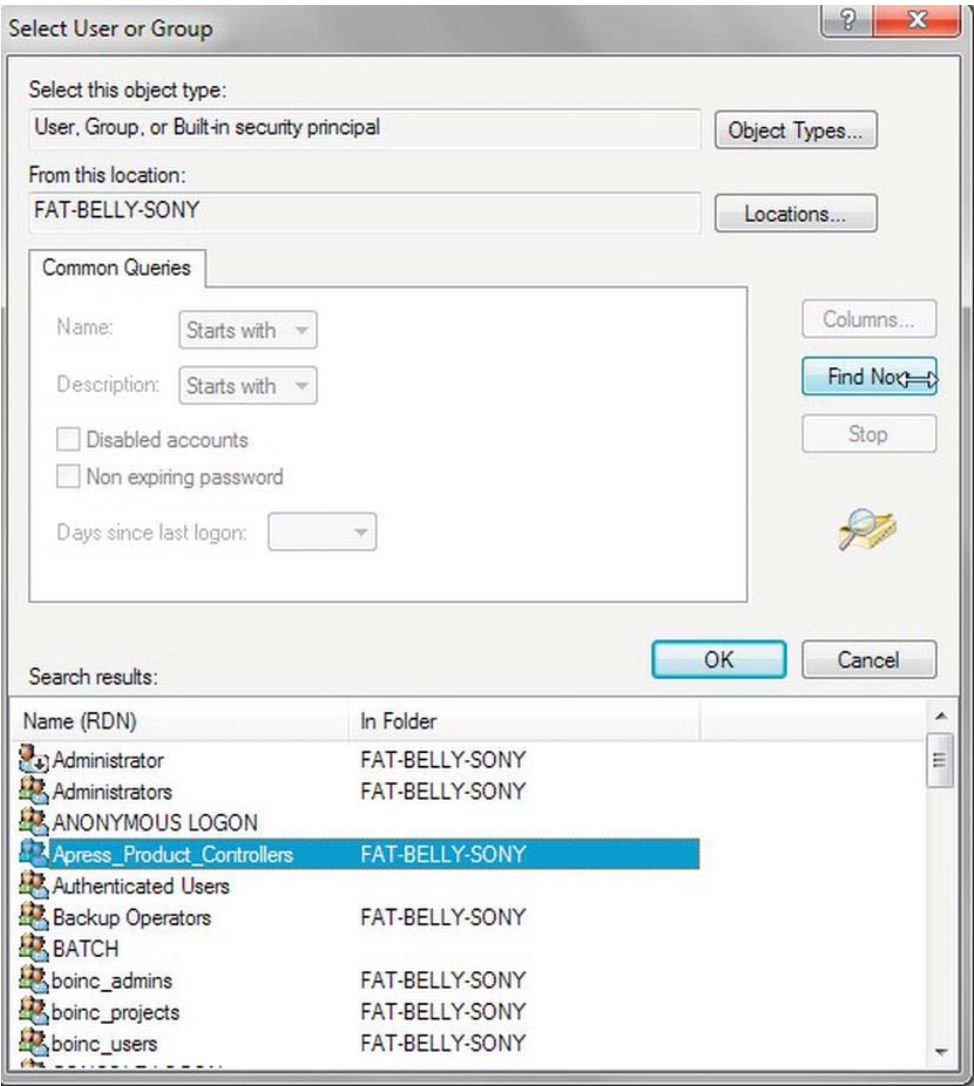 Select User or Group
Select this object type:
User, Group, or Built-in security principal
Object Types...
From this location:
FAT-BELLY-SONY
Locations...
Common Queries
Name:
Starts with
Columns...
Description:
Starts with
Find
Disabled accounts
Stop
Non expiring password
Days since last logon:
OK
Cancel
Search results:
Name (RDN) In Folder
Administrator FAT-BELLY-SONY
Administrators FAT-BELLY-SONY
ANONYMOUS LOGON
Apress_Product_Controllers FAT-BELLY-SONY
Authenticated Users
Backup Operators FAT-BELLY-SONY
BATCH
boinc_admins FAT-BELLY-SONY
boinc_projects FAT-BELLY-SONY
boinc_users FAT-BELLY-SONY